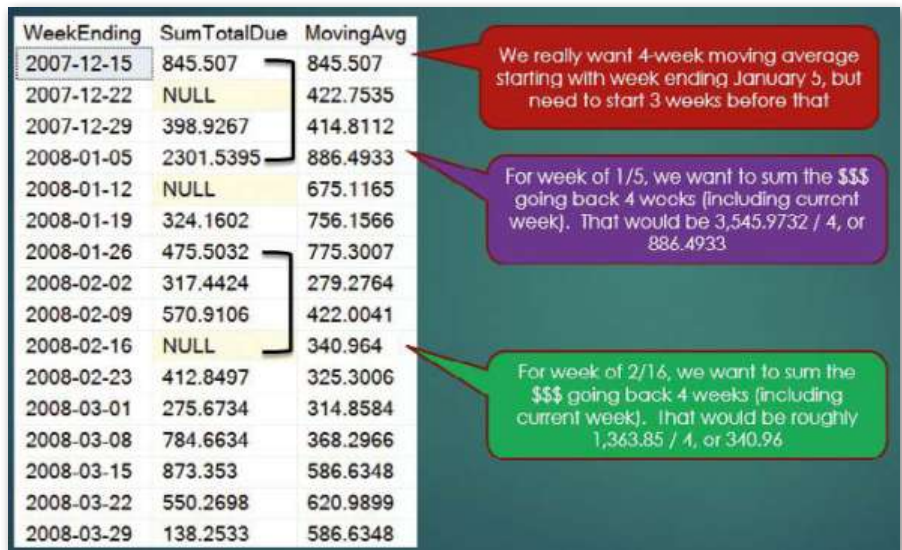 WeekEnding SumTotalDue MovingAvg
2007-12-15 845.507 845.507
2007-12-22 NULL 422.7535
2007-12-29 398.9267 414.8112
2008-01-05 2301.5395 886.4933
2008-01-12 NULL 675.1165
2008-01-19 324.1602 756.1566
2008-01-26 475.5032 775.3007
2008-02-02 317.4424 279.2764
2008-02-09 570.9106 422.0041
2008-02-16 NULL 340.964
2008-02-23 412.8497 325.3006
2008-03-01 275.6734 314.8584
2008-03-08 784.6634 368.2966
2008-03-15 873.353 586.6348
2008-03-22 550.2698 620.9899
2008-03-29 138.2533 586.6348
We really want 4-week moving average
starting with week ending January 5, but
need to start 3 weeks before that
For week of 1/5, we want to sum the $$$
going back 4 weeks (including current
week). That would be 3,545.9732 / 4, or
886.4933
For week of 2/16, we want to sum the
$$$ going back 4 weeks (including
current week). That would be roughly
1,363.85 / 4, or 340.96